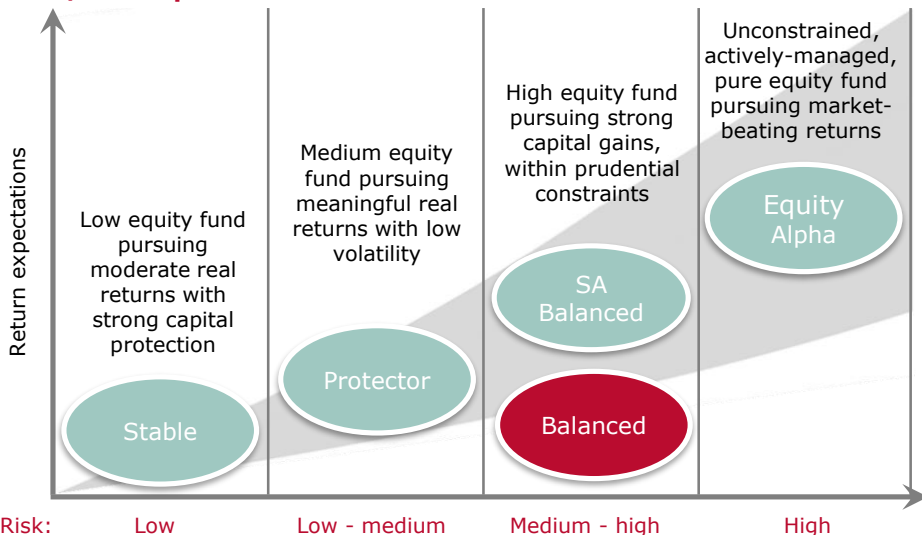 Unconstrained,
actively-managed,
pure equity fund
pursuing market-
beating returns
High equity fund
pursuing strong
capital gains,
within prudential
constraints
Medium equity
fund pursuing
meaningful real
returns with low
volatility
Low equity fund
pursuing
moderate real
returns with
strong capital
protection
Return expectations
Equity
Alpha
SA
Balanced
Protector
Balanced
Stable
Risk:
Low
Low - medium
Medium - high
High